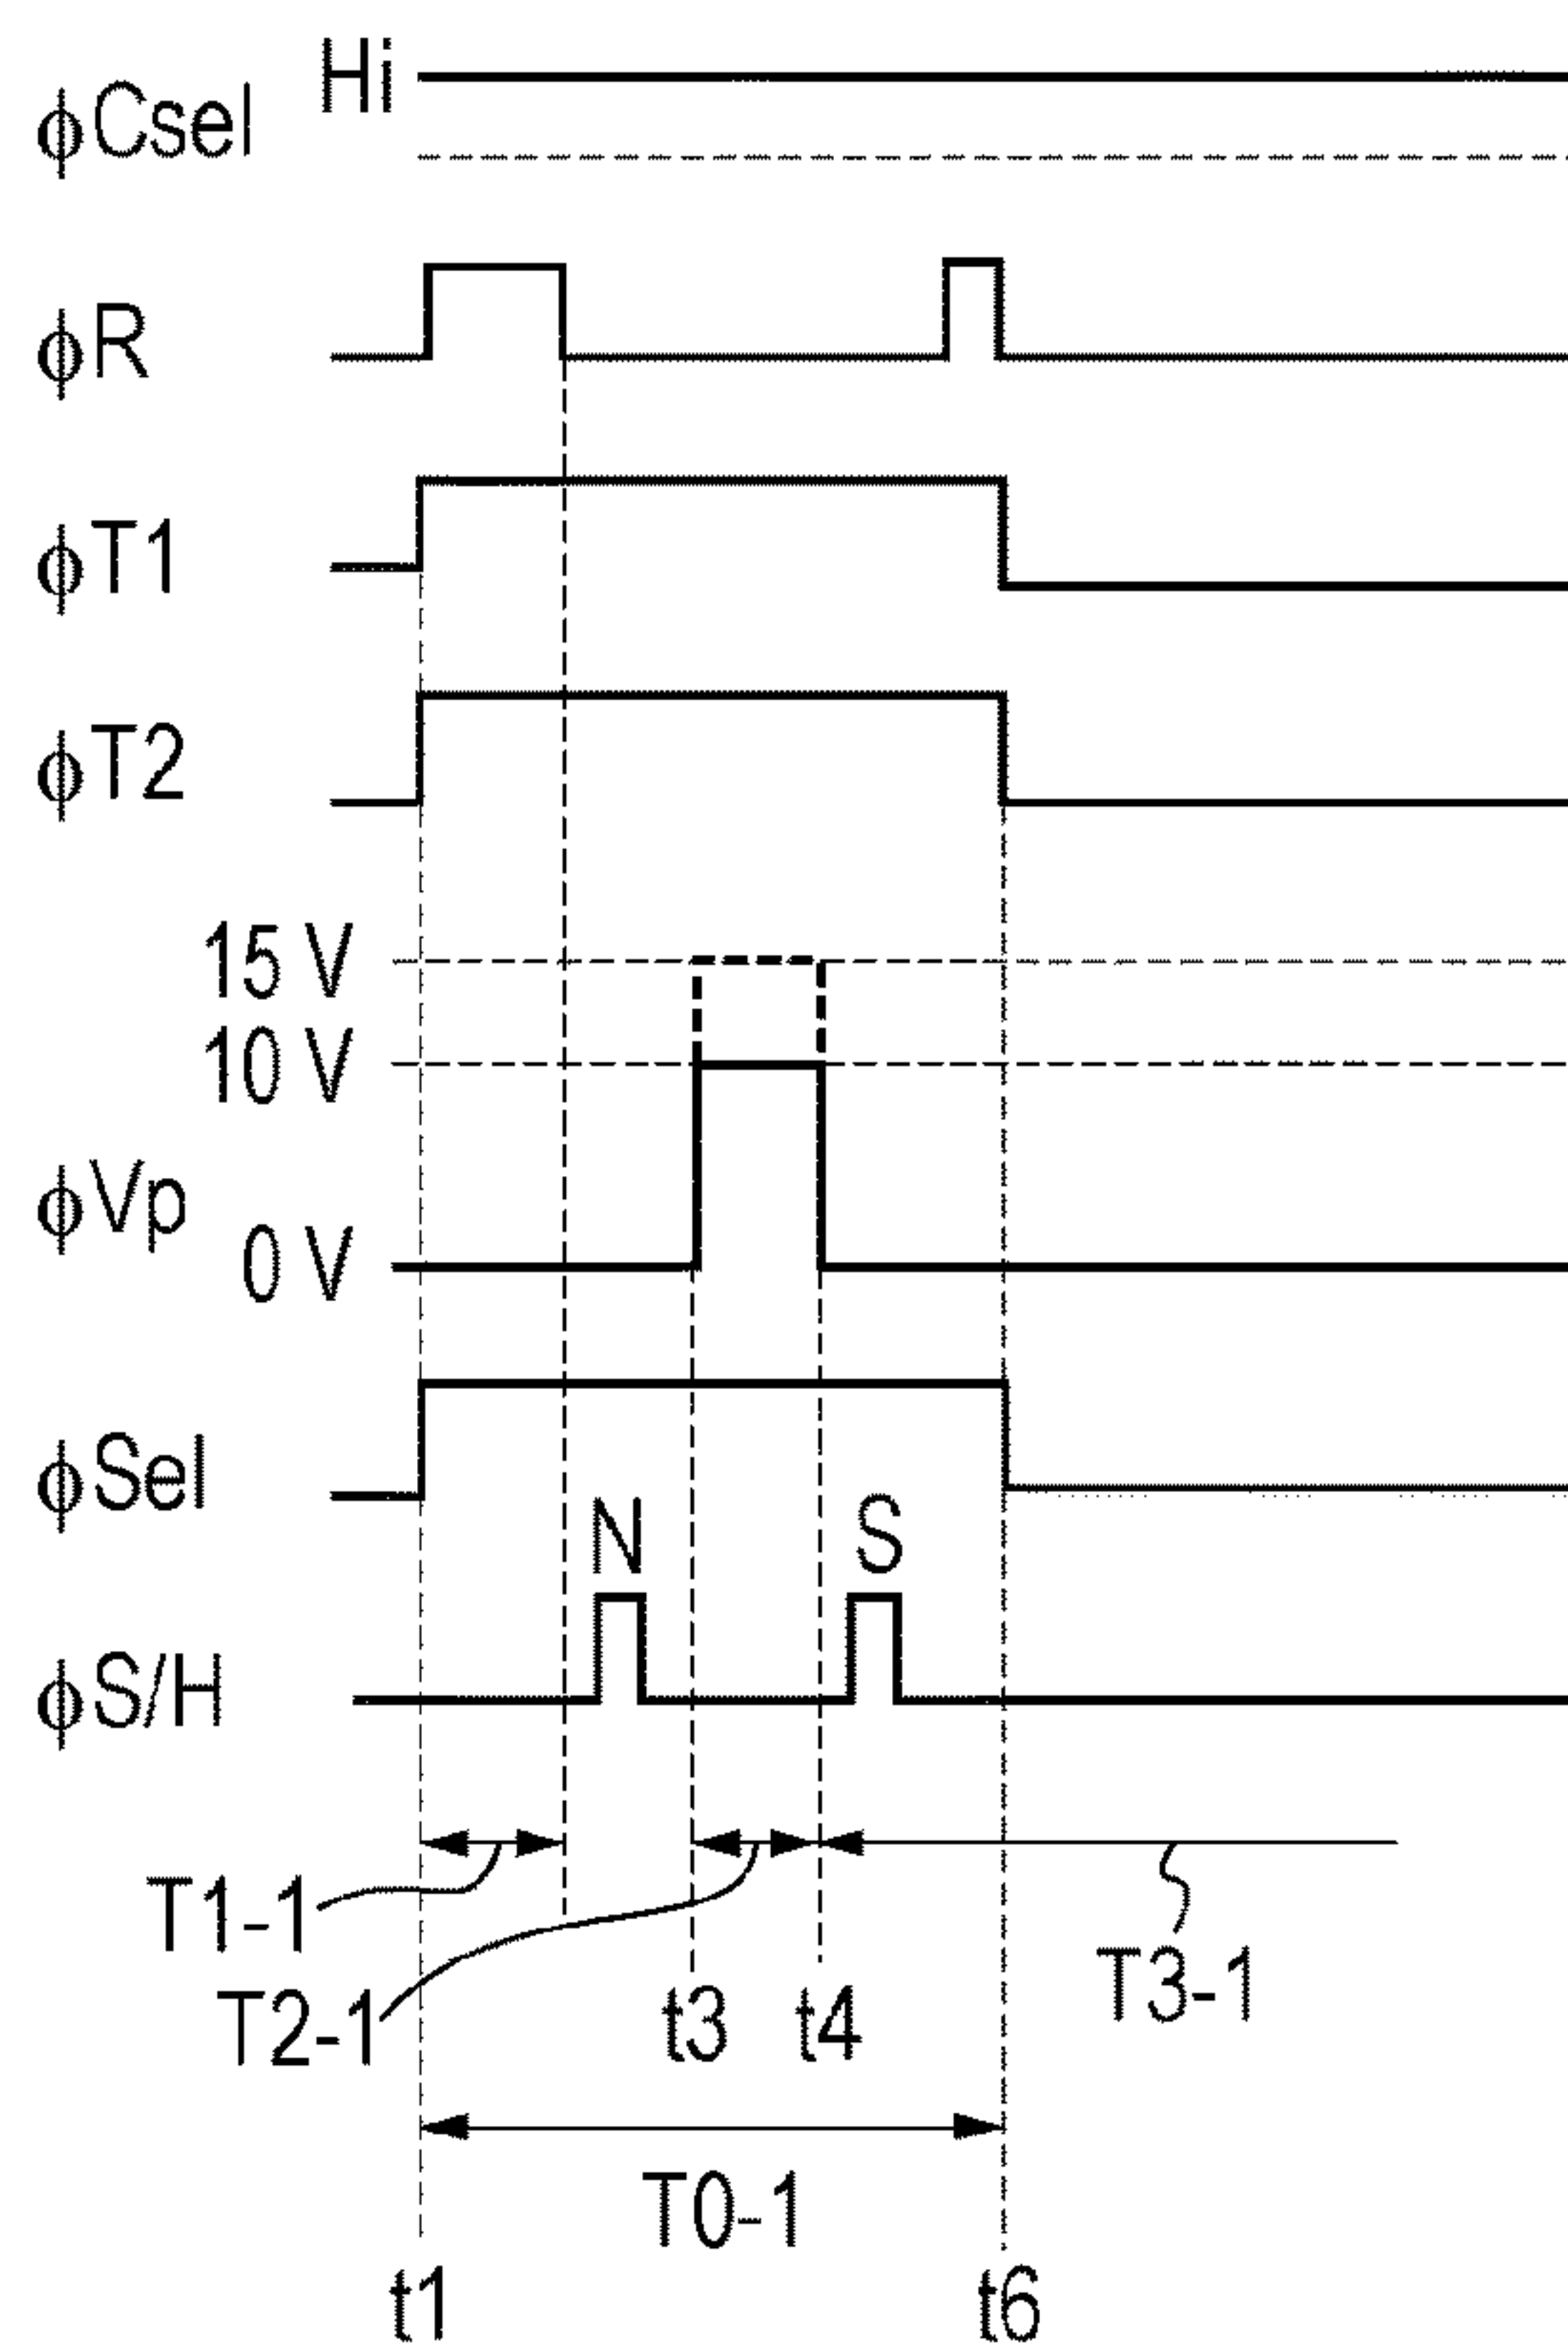 Hi
ϕCsel
ϕR
ϕT1
ϕT2
15 V
10 V
ϕVp
0 V
ϕSel
N S
ϕS/H
T1-1
T2-1
t3 t4
T3-1
T0-1
t1 t6